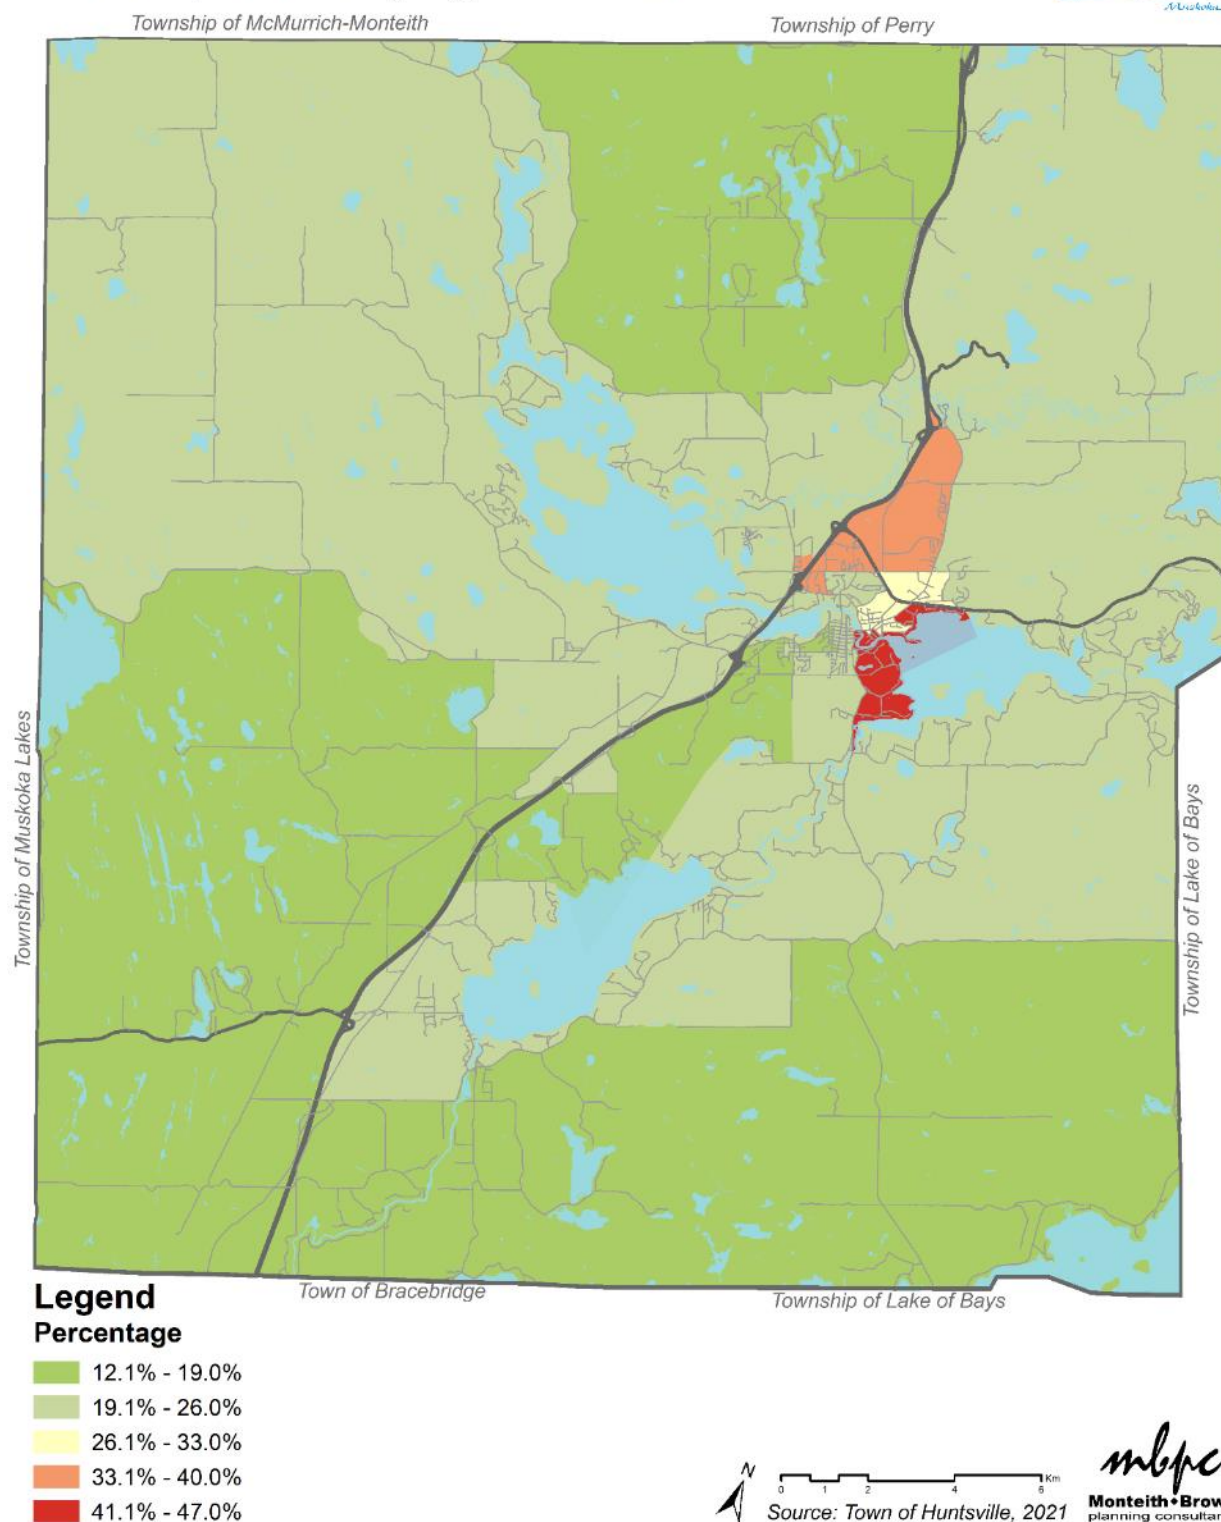 Muskoka
Township of McMurrich-Monteith
Township of Perry
Township of Muskoka Lakes
Township of Lake of Bays
Town of Bracebridge
Township of Lake of Bays
Legend
Percentage
12.1% - 19.0%
19.1% - 26.0%
26.1% - 33.0%
33.1% - 40.0%
41.1% - 47.0%
N
Km
0 1 2 4 6
Source: Town of Huntsville, 2021
mbpc
Monteith•Brow
planning consultan